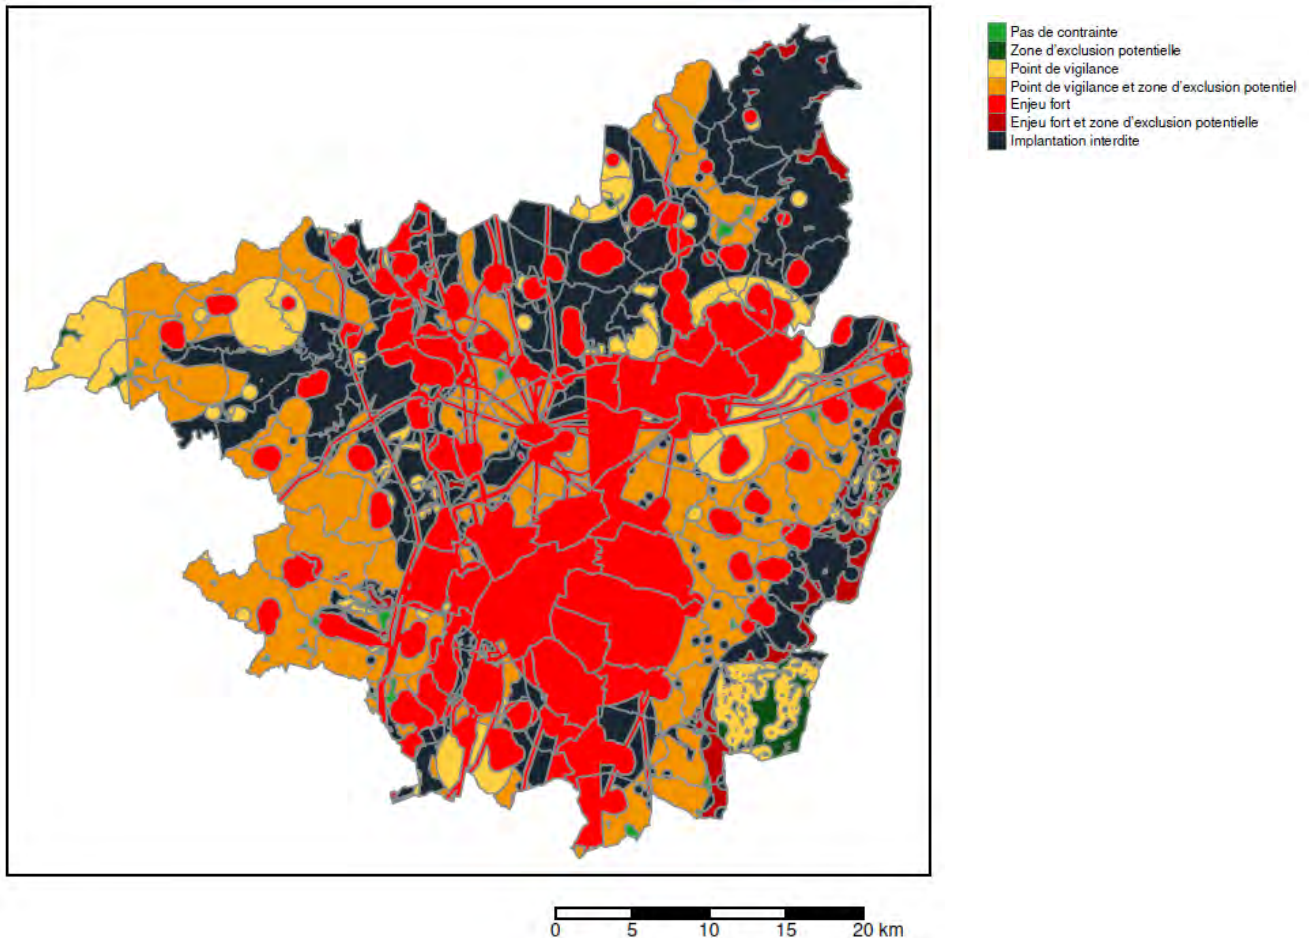 Pas de contrainte
Zone d'exclusion potentielle
Point de vigilance
Point de vigilance et zone d'exclusion potentiel
Enjeu fort
Enjeu fort et zone d'exclusion potentielle
Implantation interdite
0 5 10 15 20 km